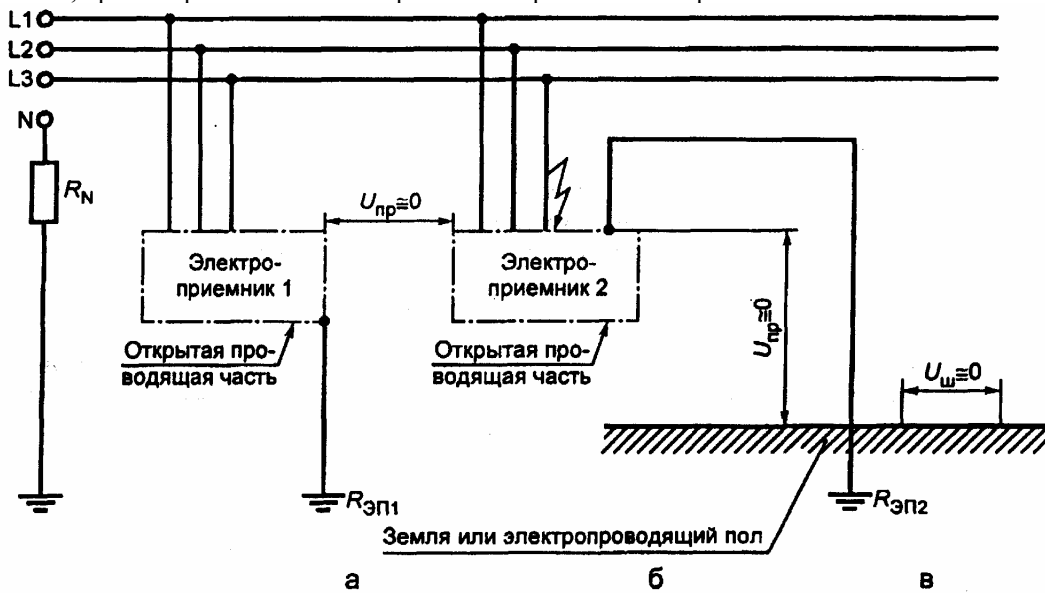 L1
L2
L3
N
R_N
U_пр≅0
Электро-
приемник 1
Электро-
приемник 2
U_пр≅0
Открытая про-
водящая часть
Открытая про-
водящая часть
U_ш≅0
R_ЭП1
R_ЭП2
Земля или электропроводящий пол
а
б
в